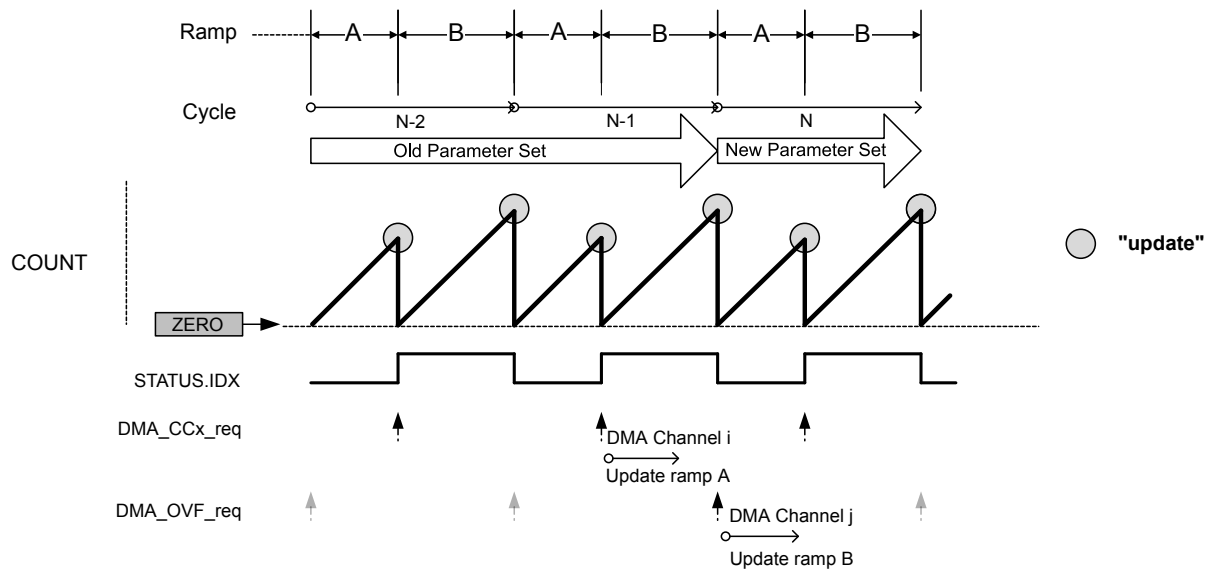 Ramp
A B A B A B
Cycle
N-2 N-1 N
Old Parameter Set New Parameter Set
COUNT
"update"
ZERO
STATUS.IDX
DMA_CCx_req
DMA Channel i
Update ramp A
DMA_OVF_req
DMA Channel j
Update ramp B